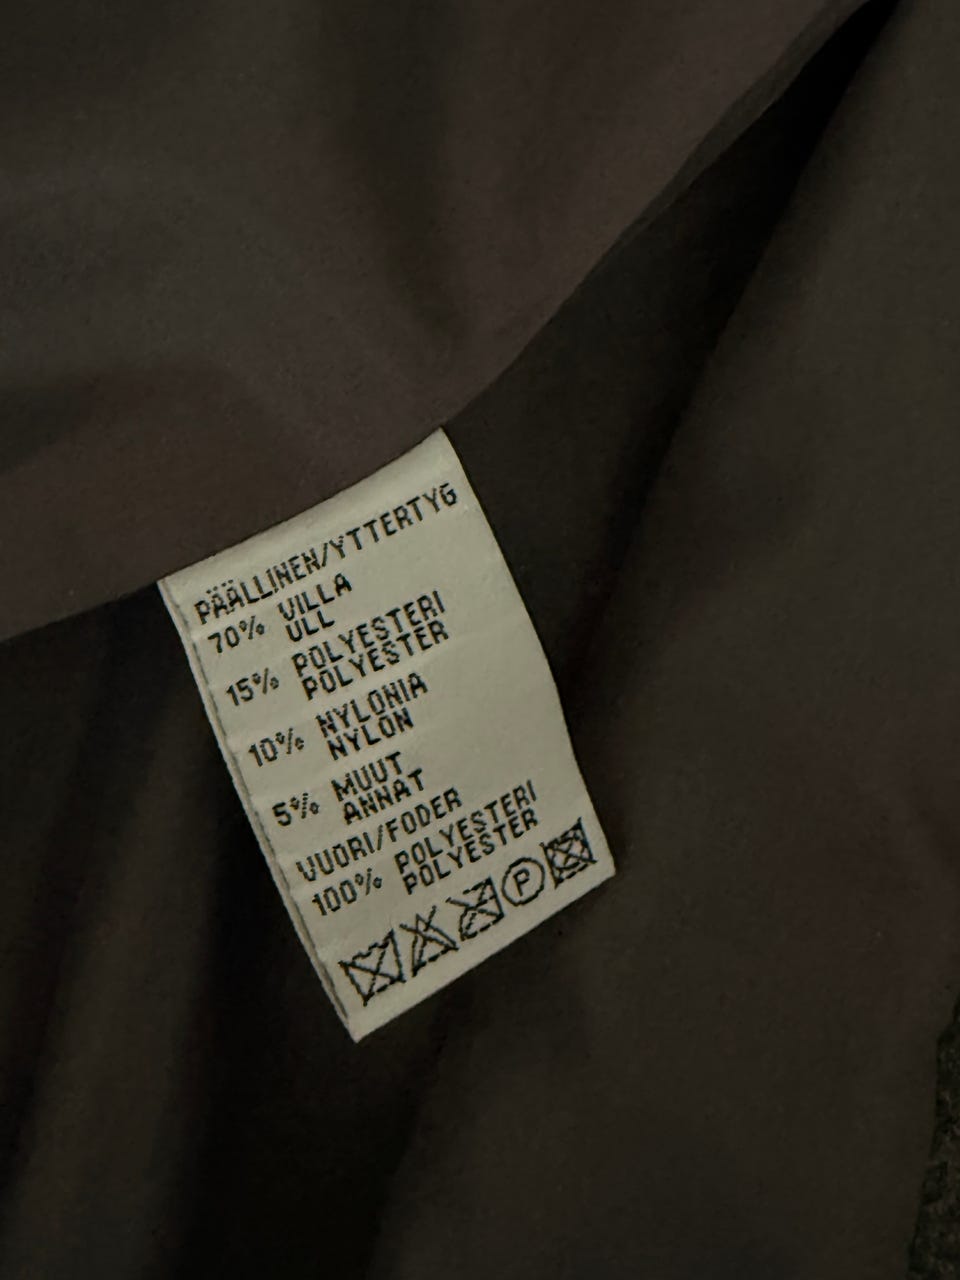 PÄÄLLINEN/YTTERTYG
70% VILLA
ULL
15% POLYESTERI
POLYESTER
10% NYLONIA
NYLON
5% MUUT
ANNAT
VUORI/FODER
100% POLYESTERI
POLYESTER
P